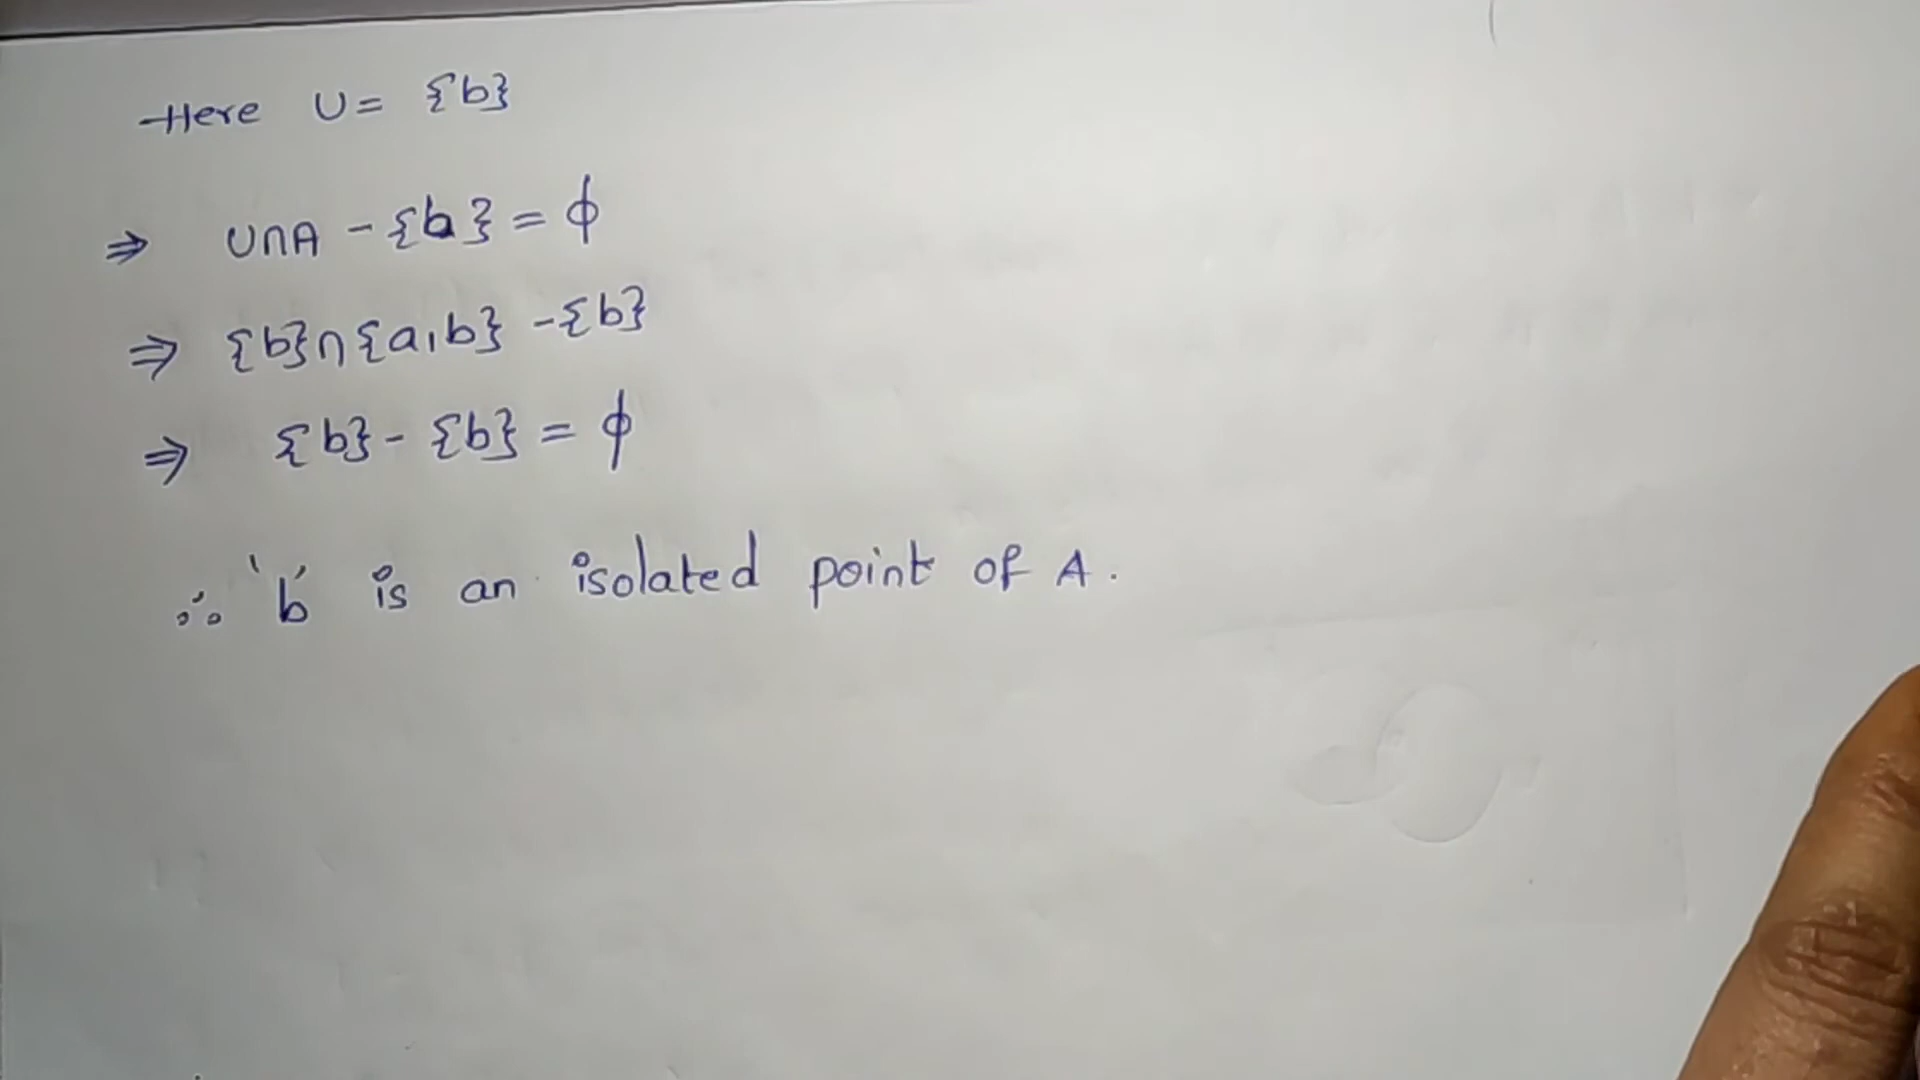 Here U = {b}
⇒ U∩A - {b} = ϕ
⇒ {b}∩{a,b} - {b}
⇒ {b} - {b} = ϕ
∴ 'b' is an isolated point of A.